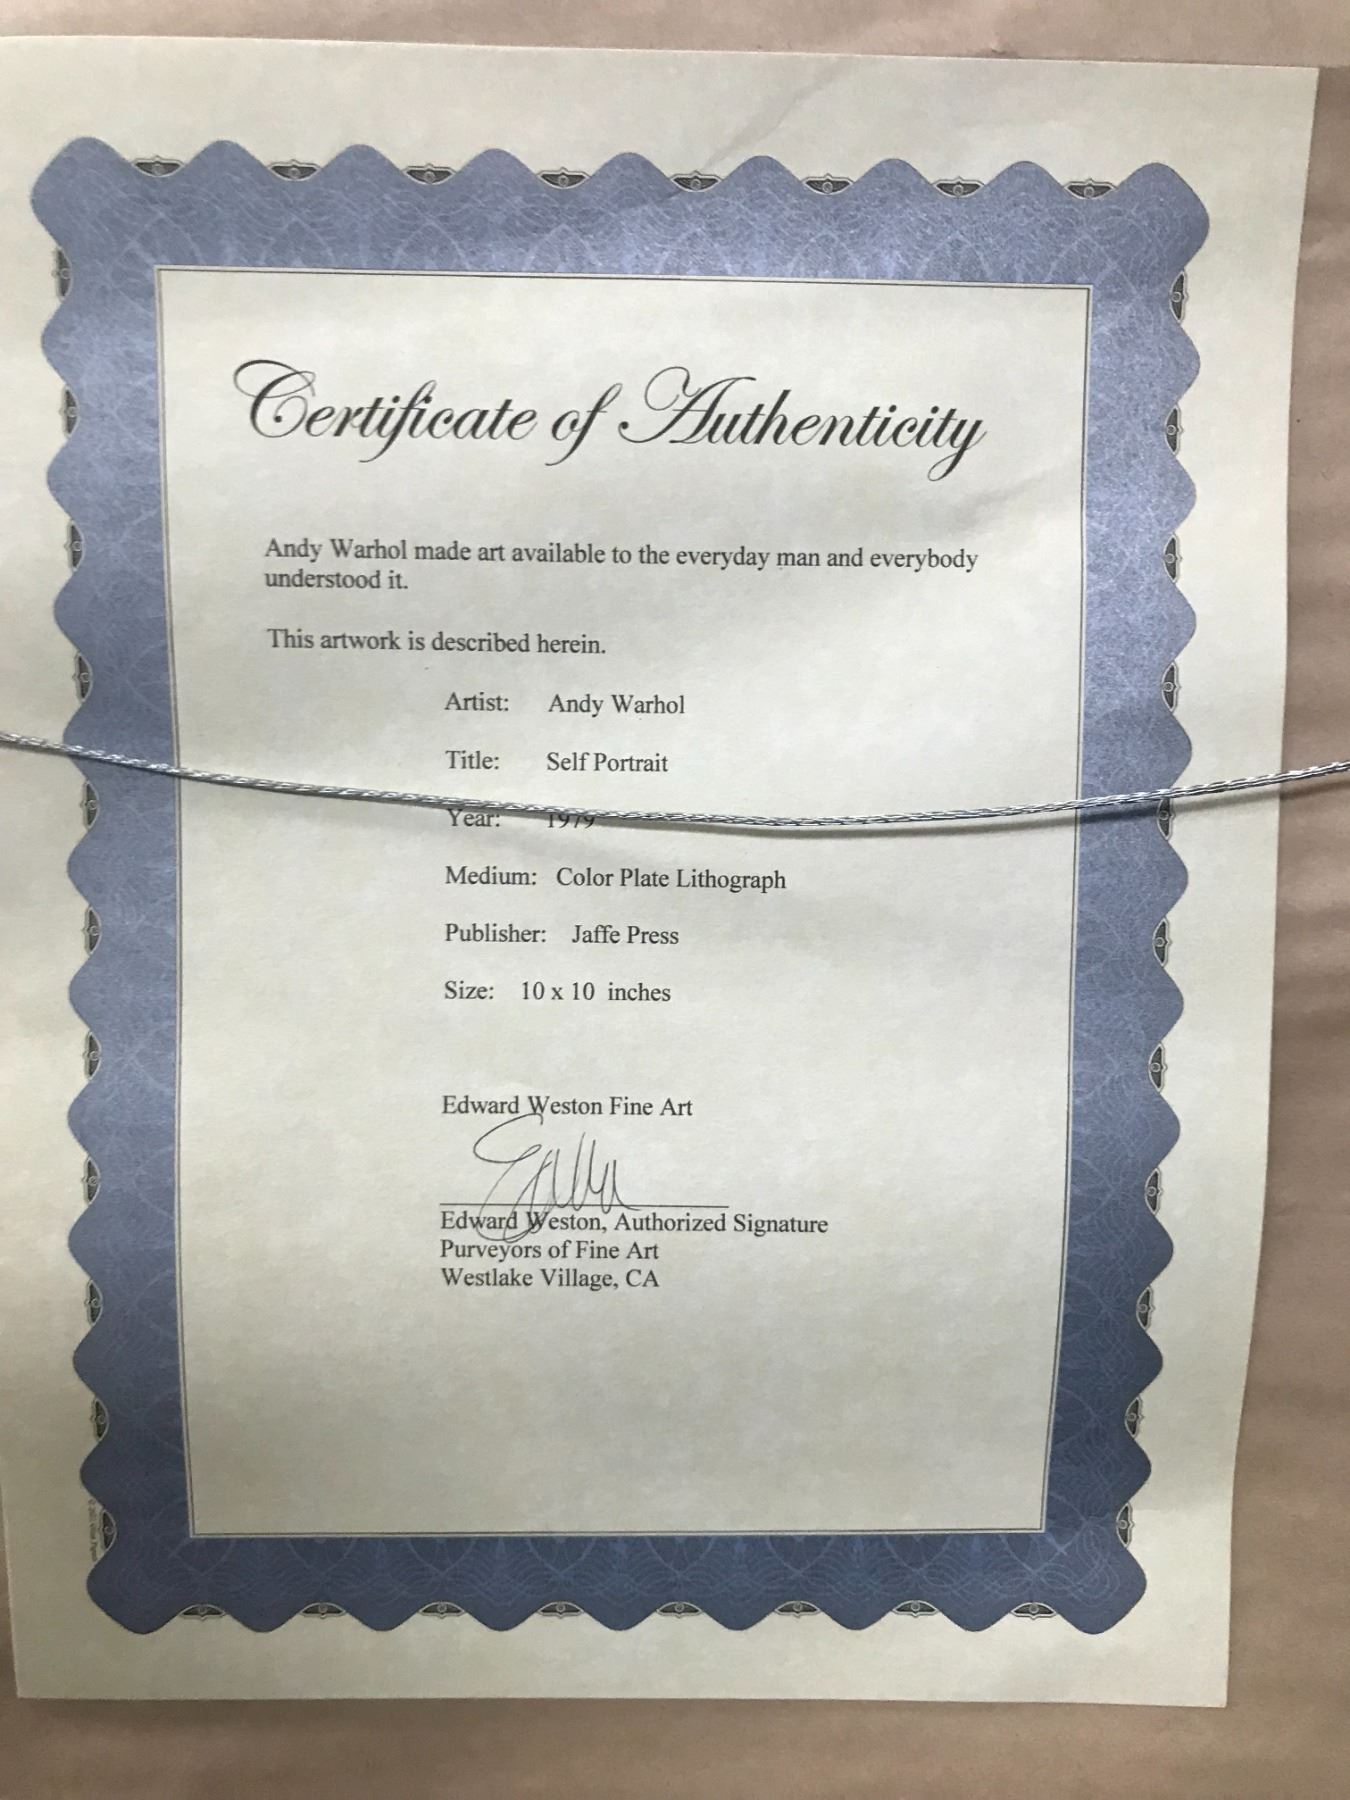 Certificate of Authenticity
Andy Warhol made art available to the everyday man and everybody
understood it.
This artwork is described herein.
Artist: Andy Warhol
Title: Self Portrait
Year: 1979
Medium: Color Plate Lithograph
Publisher: Jaffe Press
Size: 10 x 10 inches
Edward Weston Fine Art
Edward Weston, Authorized Signature
Purveyors of Fine Art
Westlake Village, CA